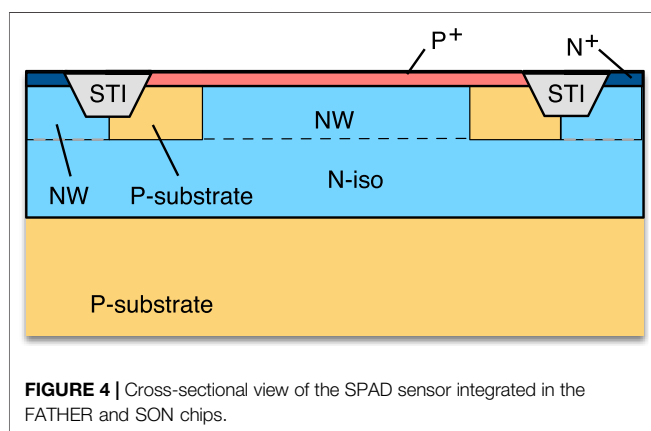 P+
N+
STI
STI
NW
N-iso
NW
P-substrate
P-substrate
FIGURE 4 | Cross-sectional view of the SPAD sensor integrated in the
FATHER and SON chips.